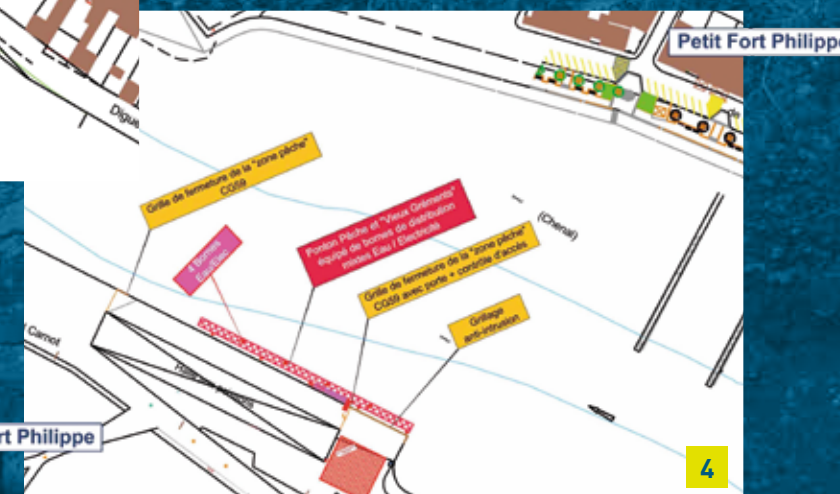 Petit Fort Philippe
Digue
Grille de fermeture de la "zone pêche"
CG59
4 Bornes
Eau/Elec
Ponton Pêche et "Vieux Gréments"
équipé de bornes de distribution
mixtes Eau / Electricité
(Chenal)
Grille de fermeture de la "zone pêche"
CG59 avec porte + contrôle d'accès
Grillage
anti-intrusion
Carnot
rt Philippe
4